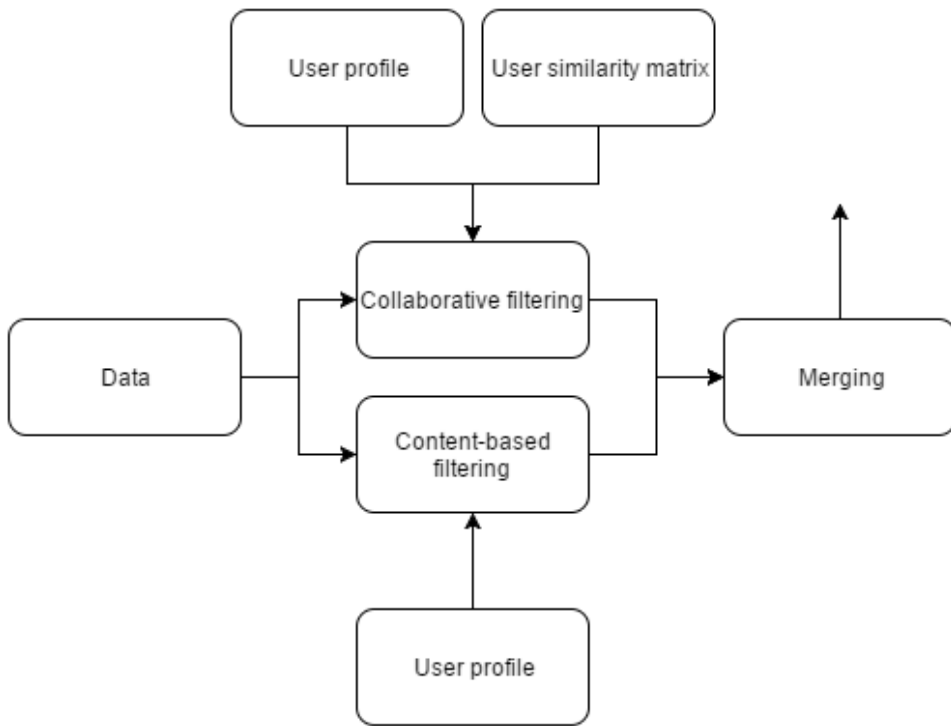 User profile
User similarity matrix
Collaborative filtering
Data
Merging
Content-based
filtering
User profile